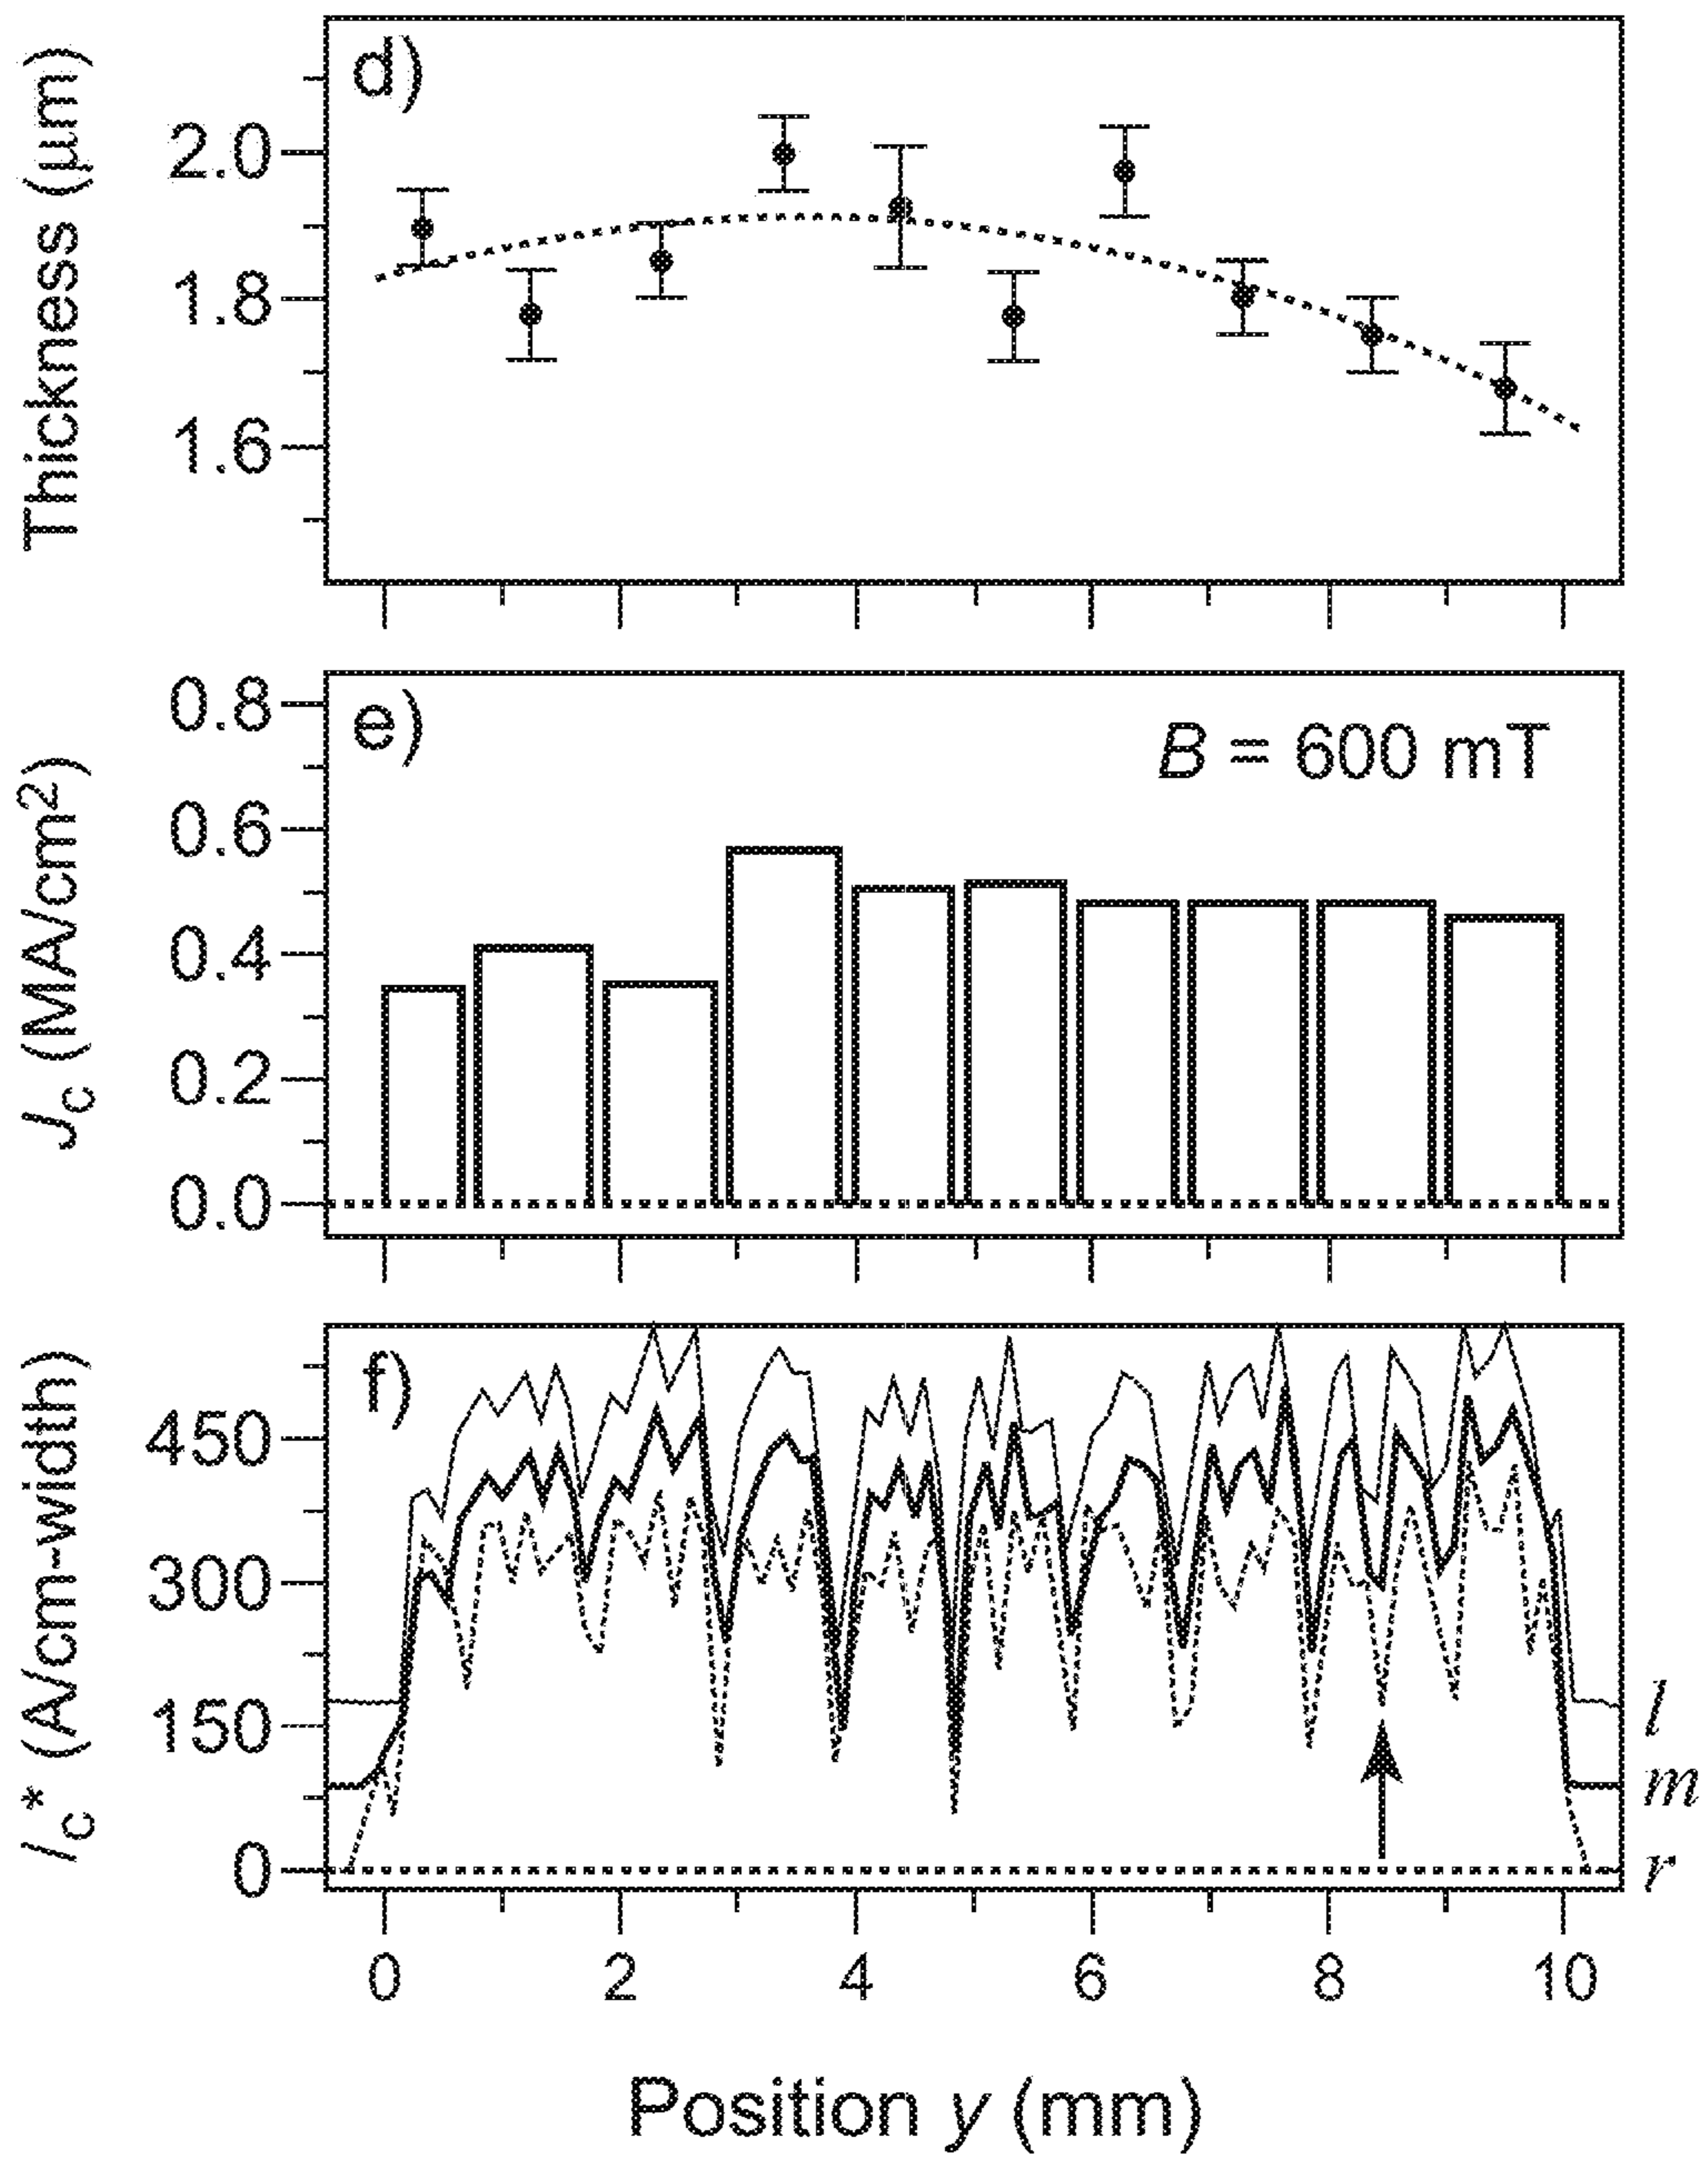 d)
Thickness (μm)
2.0
1.8
1.6
e)
B = 600 mT
Jc (MA/cm²)
0.8
0.6
0.4
0.2
0.0
f)
Ic* (A/cm-width)
450
300
150
0
l
m
r
0 2 4 6 8 10
Position y (mm)